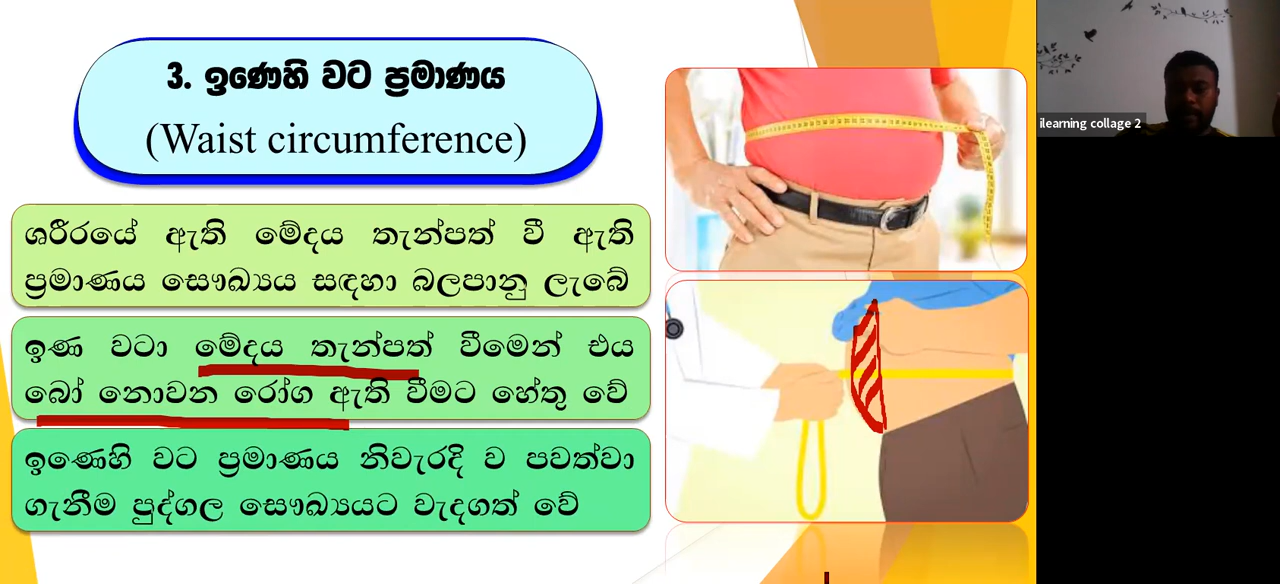 3. ඉණෙහි වට ප්‍රමාණය
(Waist circumference)
ශරීරයේ ඇති මේදය තැන්පත් වී ඇති
ප්‍රමාණය සෞඛ්‍යය සඳහා බලපානු ලැබේ
ඉණ වටා මේදය තැන්පත් වීමෙන් එය
බෝ නොවන රෝග ඇති වීමට හේතු වේ
ඉණෙහි වට ප්‍රමාණය නිවැරදි ව පවත්වා
ගැනීම පුද්ගල සෞඛ්‍යයට වැදගත් වේ
ilearning collage 2